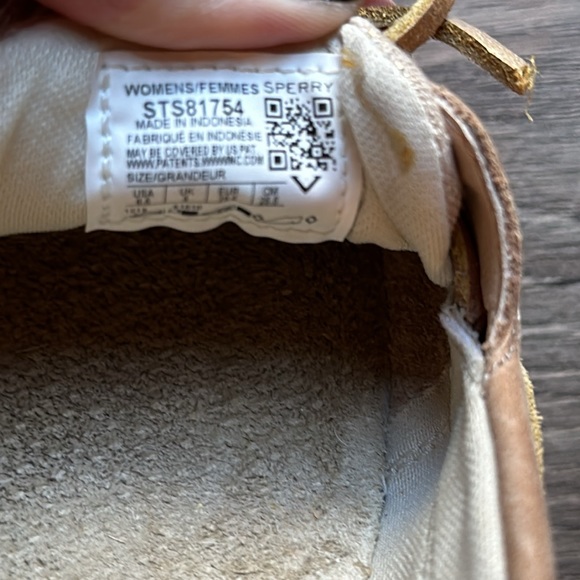 WOMENS/FEMMES SPERRY
STS81754
MADE IN INDONESIA
FABRIQUÉ EN INDONÉSIE
MAY BE COVERED BY US PAT.
SIZE/GRANDEUR
USA UK EUR CM